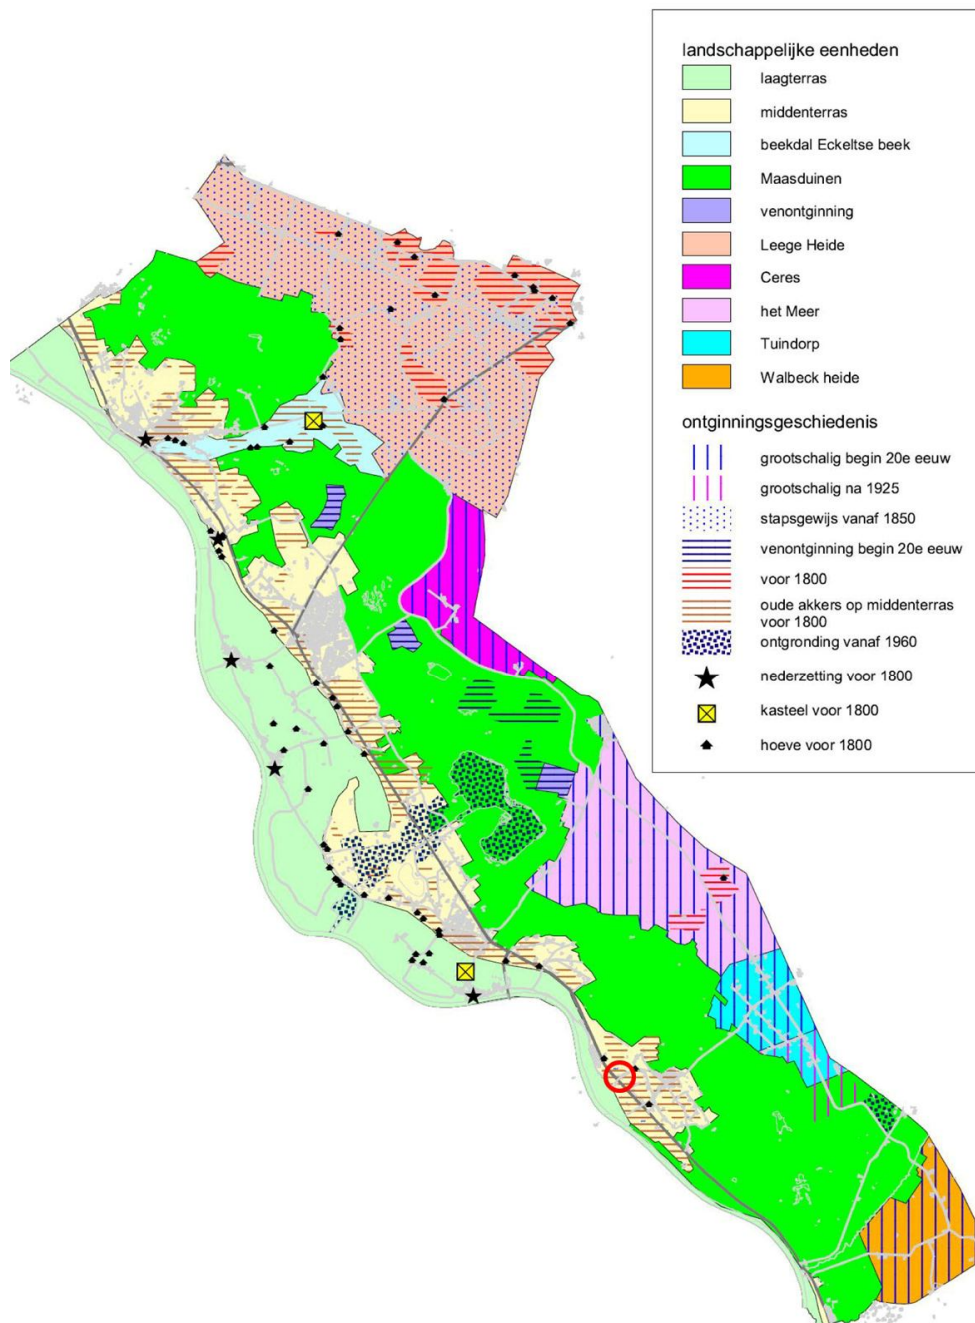 landschappelijke eenheden
laagterras
middenterras
beekdal Eckeltse beek
Maasduinen
venontginning
Leege Heide
Ceres
het Meer
Tuindorp
Walbeck heide
ontginningsgeschiedenis
grootschalig begin 20e eeuw
grootschalig na 1925
stapsgewijs vanaf 1850
venontginning begin 20e eeuw
voor 1800
oude akkers op middenterras
voor 1800
ontgronding vanaf 1960
nederzetting voor 1800
kasteel voor 1800
hoeve voor 1800